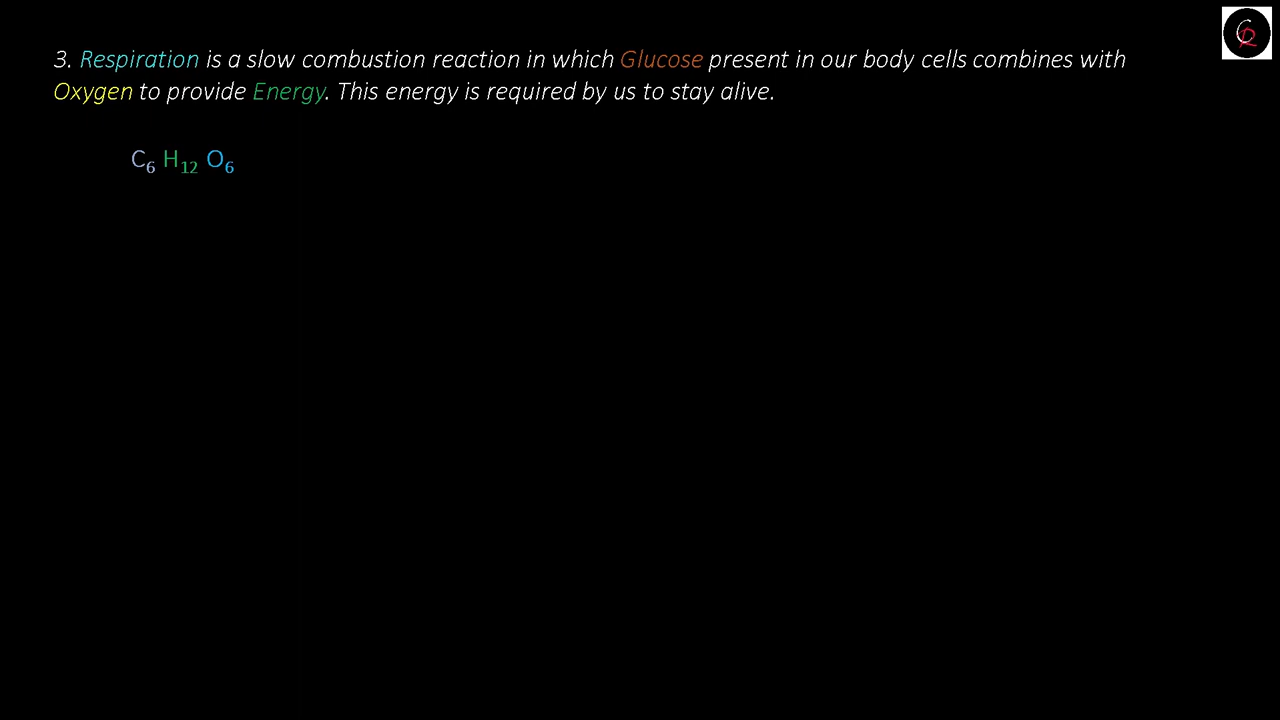 3. Respiration is a slow combustion reaction in which Glucose present in our body cells combines with
Oxygen to provide Energy. This energy is required by us to stay alive.
C₆ H₁₂ O₆